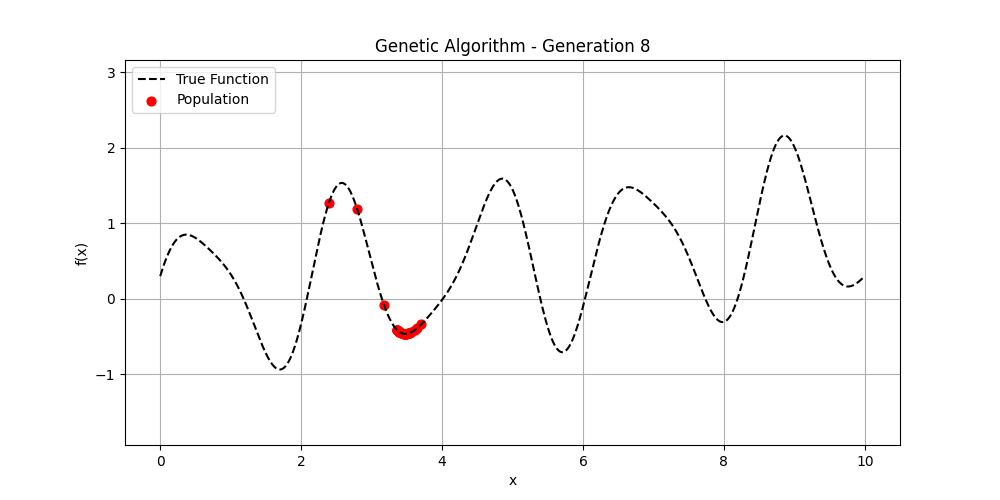 Genetic Algorithm - Generation 8
True Function
Population
3
2
1
0
−1
f(x)
0 2 4 6 8 10
x